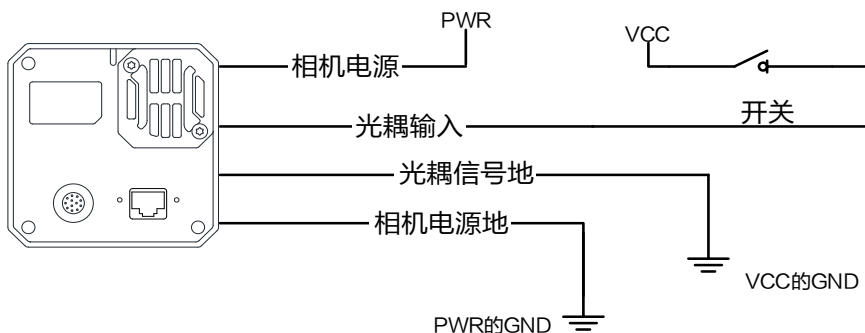 PWR
VCC
相机电源
开关
光耦输入
光耦信号地
相机电源地
VCC的GND
PWR的GND